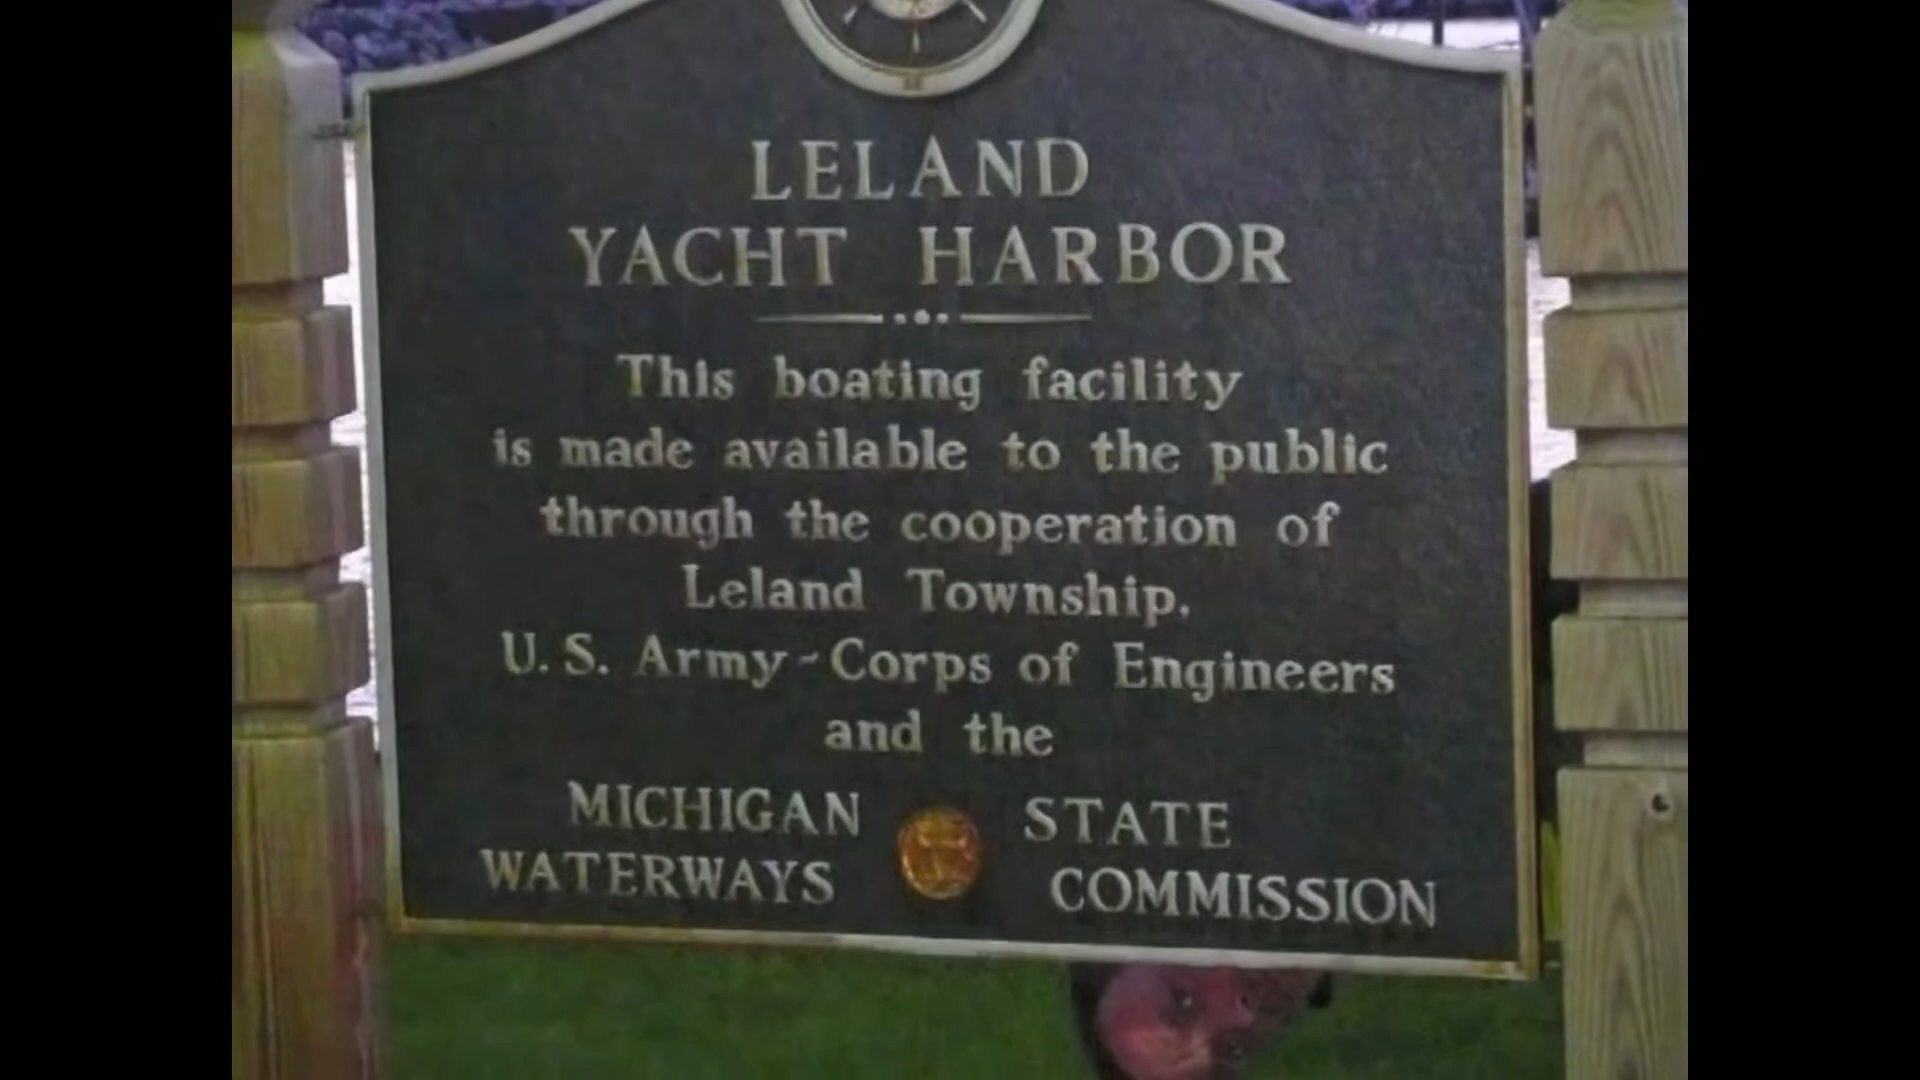 LELAND
YACHT HARBOR
This boating facility
is made available to the public
through the cooperation of
Leland Township,
U.S. Army-Corps of Engineers
and the
MICHIGAN STATE
WATERWAYS COMMISSION